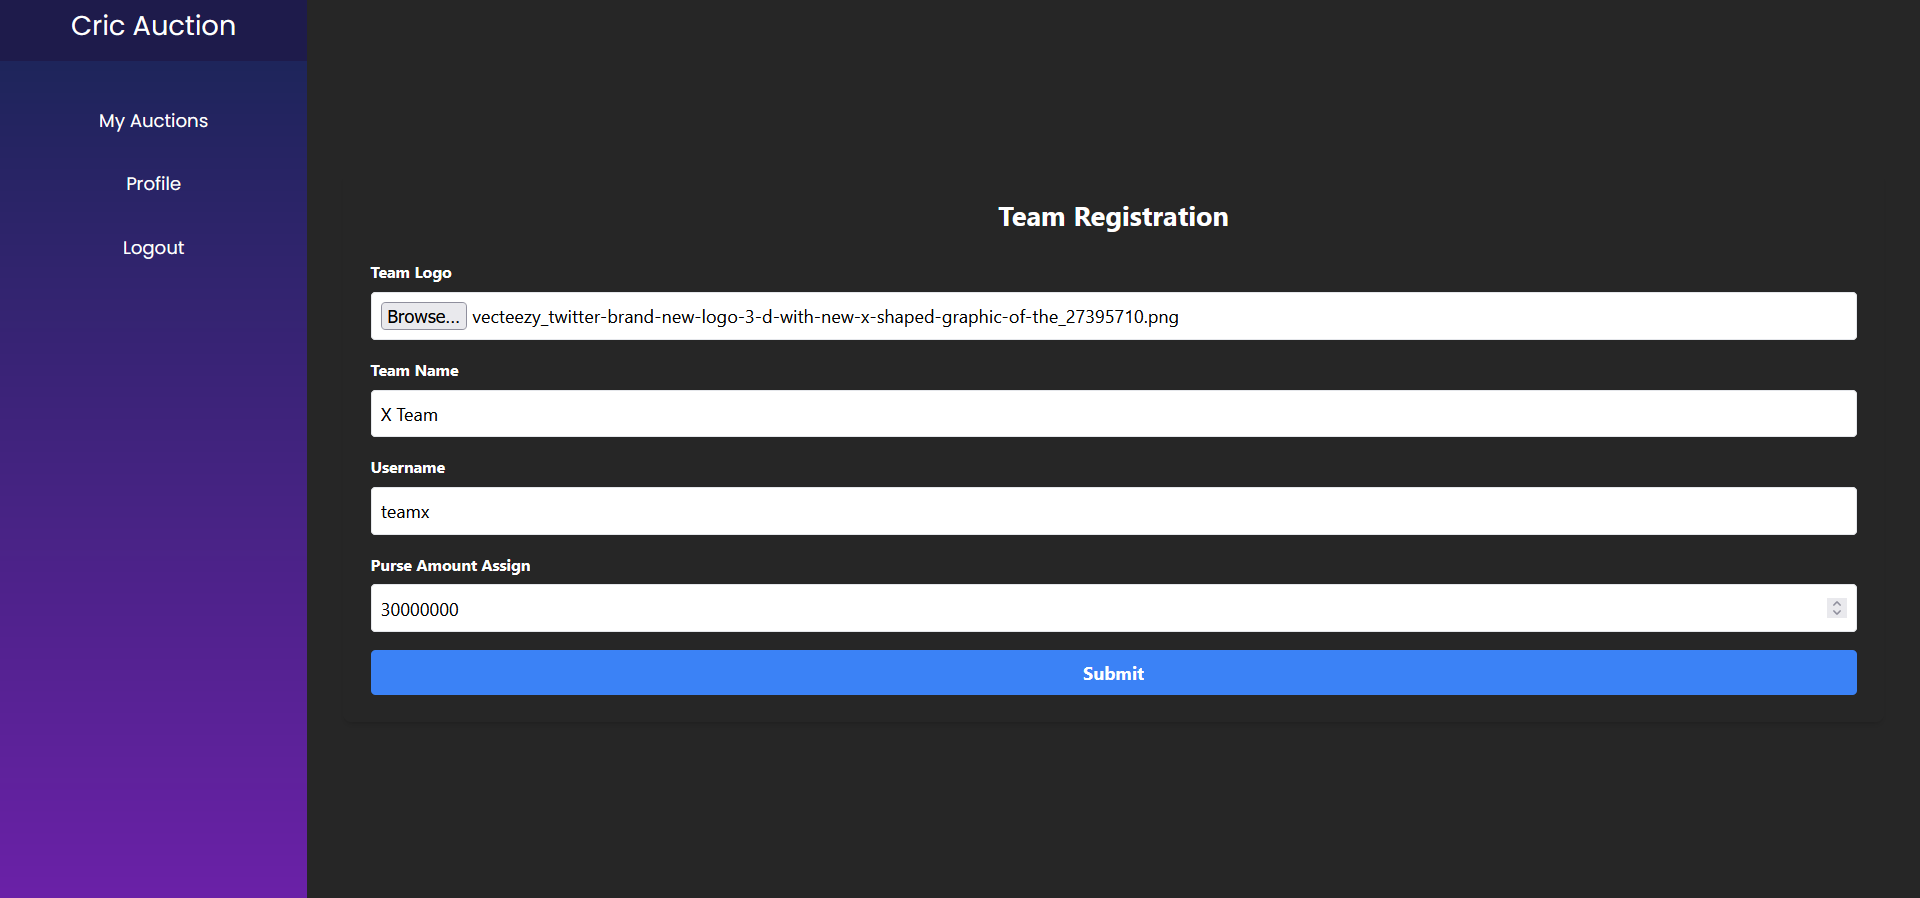 Cric Auction
My Auctions
Profile
Logout
Team Registration
Team Logo
Browse... vecteezy_twitter-brand-new-logo-3-d-with-new-x-shaped-graphic-of-the_27395710.png
Team Name
X Team
Username
teamx
Purse Amount Assign
30000000
Submit